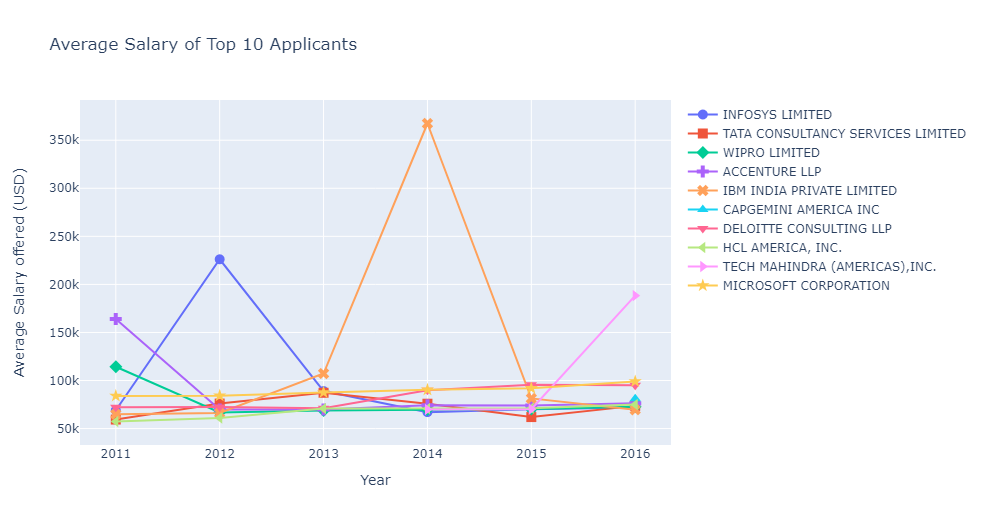 Average Salary of Top 10 Applicants
Average Salary offered (USD)
350k
300k
250k
200k
150k
100k
50k
2011 2012 2013 2014 2015 2016
Year
INFOSYS LIMITED
TATA CONSULTANCY SERVICES LIMITED
WIPRO LIMITED
ACCENTURE LLP
IBM INDIA PRIVATE LIMITED
CAPGEMINI AMERICA INC
DELOITTE CONSULTING LLP
HCL AMERICA, INC.
TECH MAHINDRA (AMERICAS),INC.
MICROSOFT CORPORATION